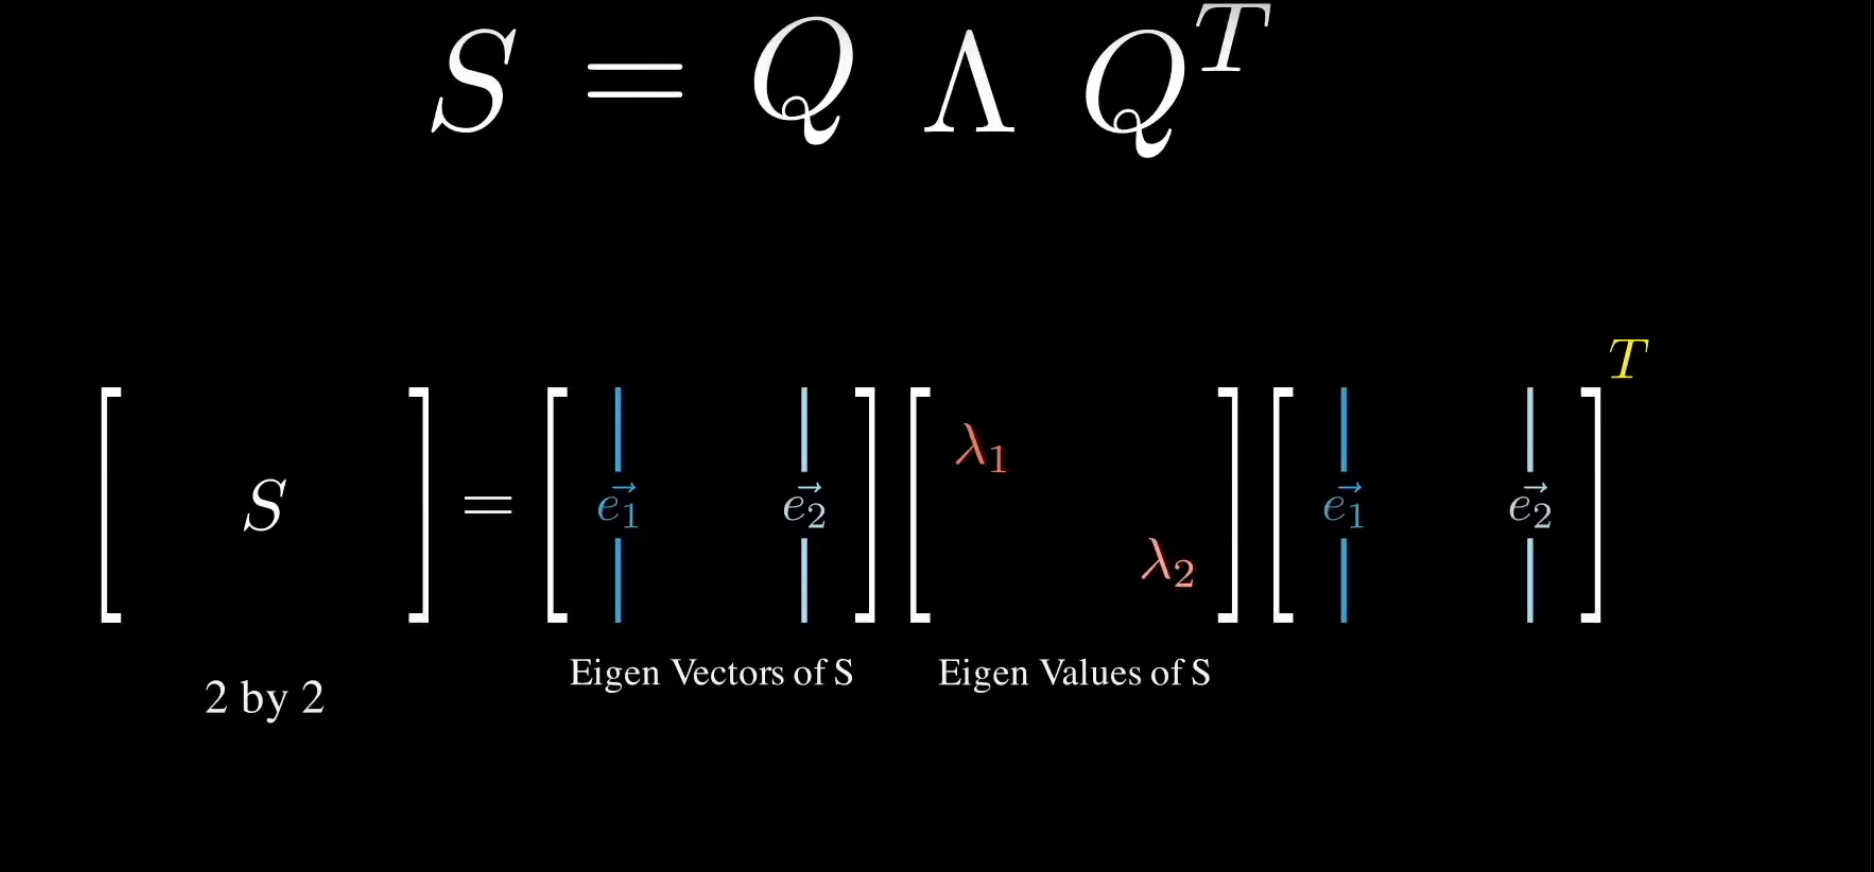 S = Q Λ Q^T
[ S ] = [ e⃗₁ e⃗₂ ] [ λ₁ λ₂ ] [ e⃗₁ e⃗₂ ]^T
2 by 2 Eigen Vectors of S Eigen Values of S